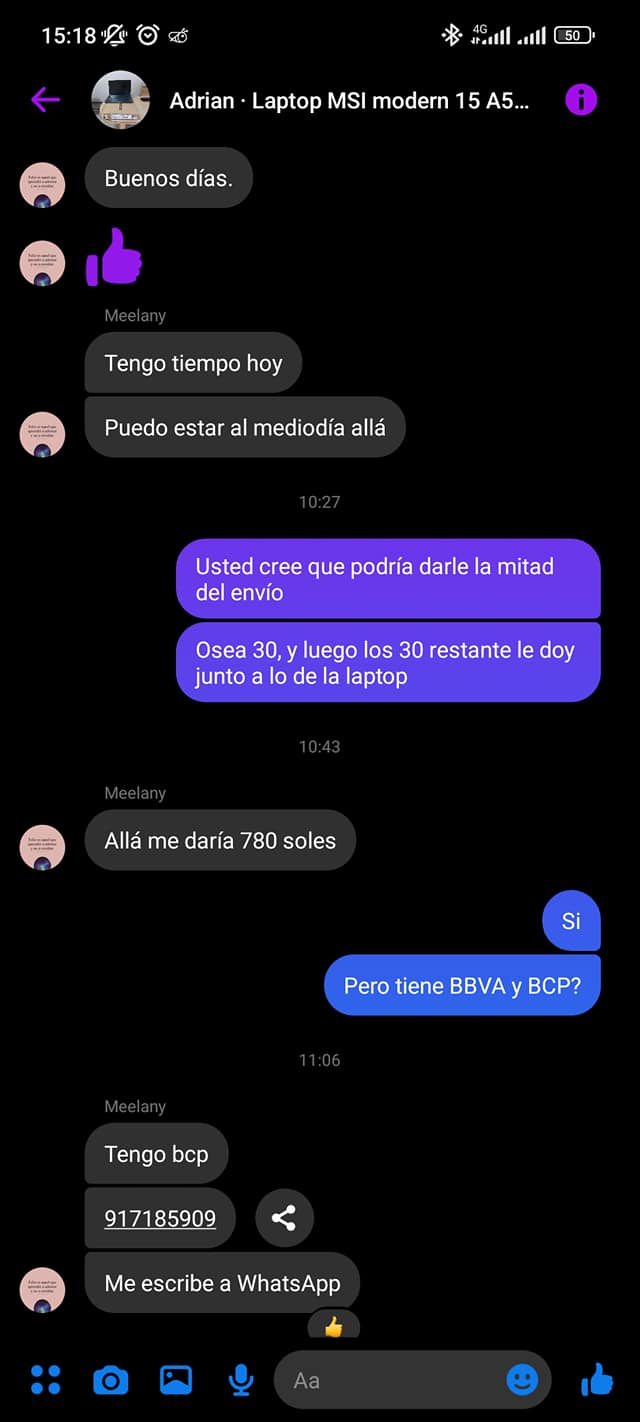 15:18
4G
50
Adrian · Laptop MSI modern 15 A5...
Buenos días.
Meelany
Tengo tiempo hoy
Puedo estar al mediodía allá
10:27
Usted cree que podría darle la mitad
del envío
Osea 30, y luego los 30 restante le doy
junto a lo de la laptop
10:43
Meelany
Allá me daría 780 soles
Si
Pero tiene BBVA y BCP?
11:06
Meelany
Tengo bcp
917185909
Me escribe a WhatsApp
Aa